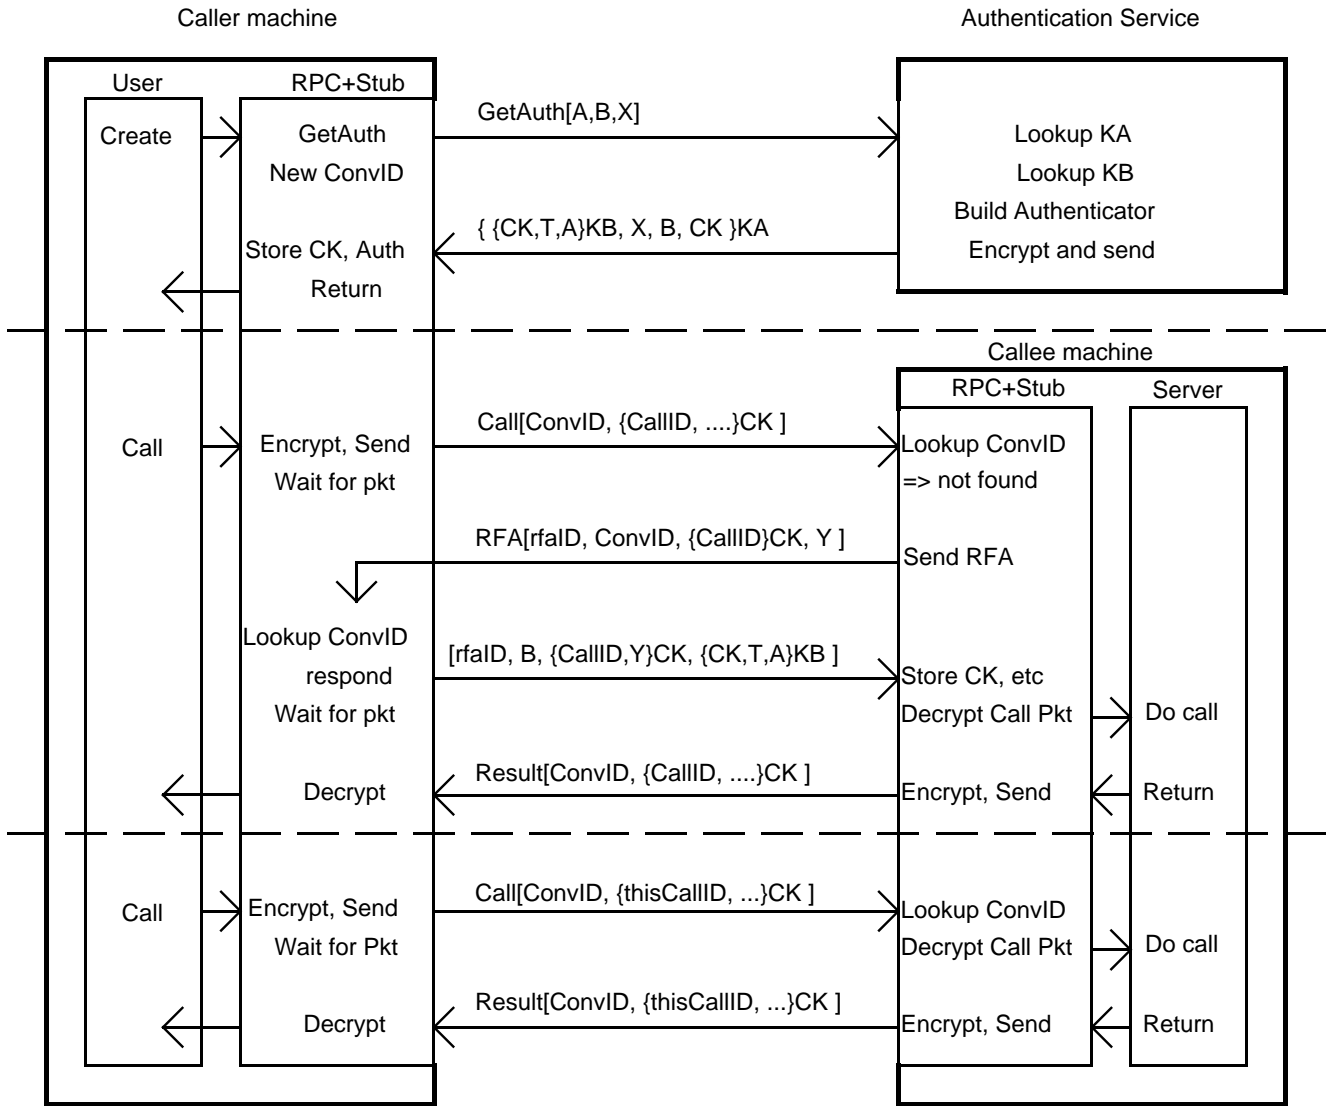 Caller machine
Authentication Service
User
RPC+Stub
Create
GetAuth
GetAuth[A,B,X]
Lookup KA
New ConvID
Lookup KB
Build Authenticator
{ {CK,T,A}KB, X, B, CK }KA
Store CK, Auth
Encrypt and send
Return
Callee machine
RPC+Stub
Server
Call[ConvID, {CallID, ....}CK ]
Call
Encrypt, Send
Lookup ConvID
Wait for pkt
=> not found
RFA[rfaID, ConvID, {CallID}CK, Y ]
Send RFA
Lookup ConvID
[rfaID, B, {CallID,Y}CK, {CK,T,A}KB ]
respond
Store CK, etc
Wait for pkt
Decrypt Call Pkt
Do call
Result[ConvID, {CallID, ....}CK ]
Decrypt
Encrypt, Send
Return
Call[ConvID, {thisCallID, ...}CK ]
Call
Encrypt, Send
Lookup ConvID
Wait for Pkt
Decrypt Call Pkt
Do call
Result[ConvID, {thisCallID, ...}CK ]
Decrypt
Encrypt, Send
Return